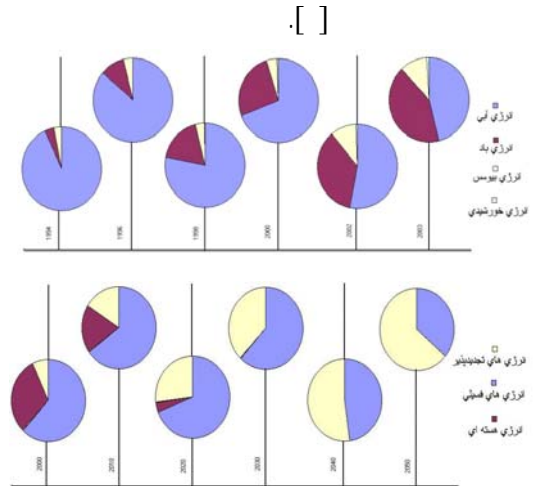 .[ ]
انرژي آبي
انرژي باد
انرژي بيومس
انرژي خورشيدي
1994
1996
1998
2000
2002
2003
انرژي هاي تجديدپذير
انرژي هاي فسيلي
انرژي هسته اي
2000
2010
2020
2030
2040
2050